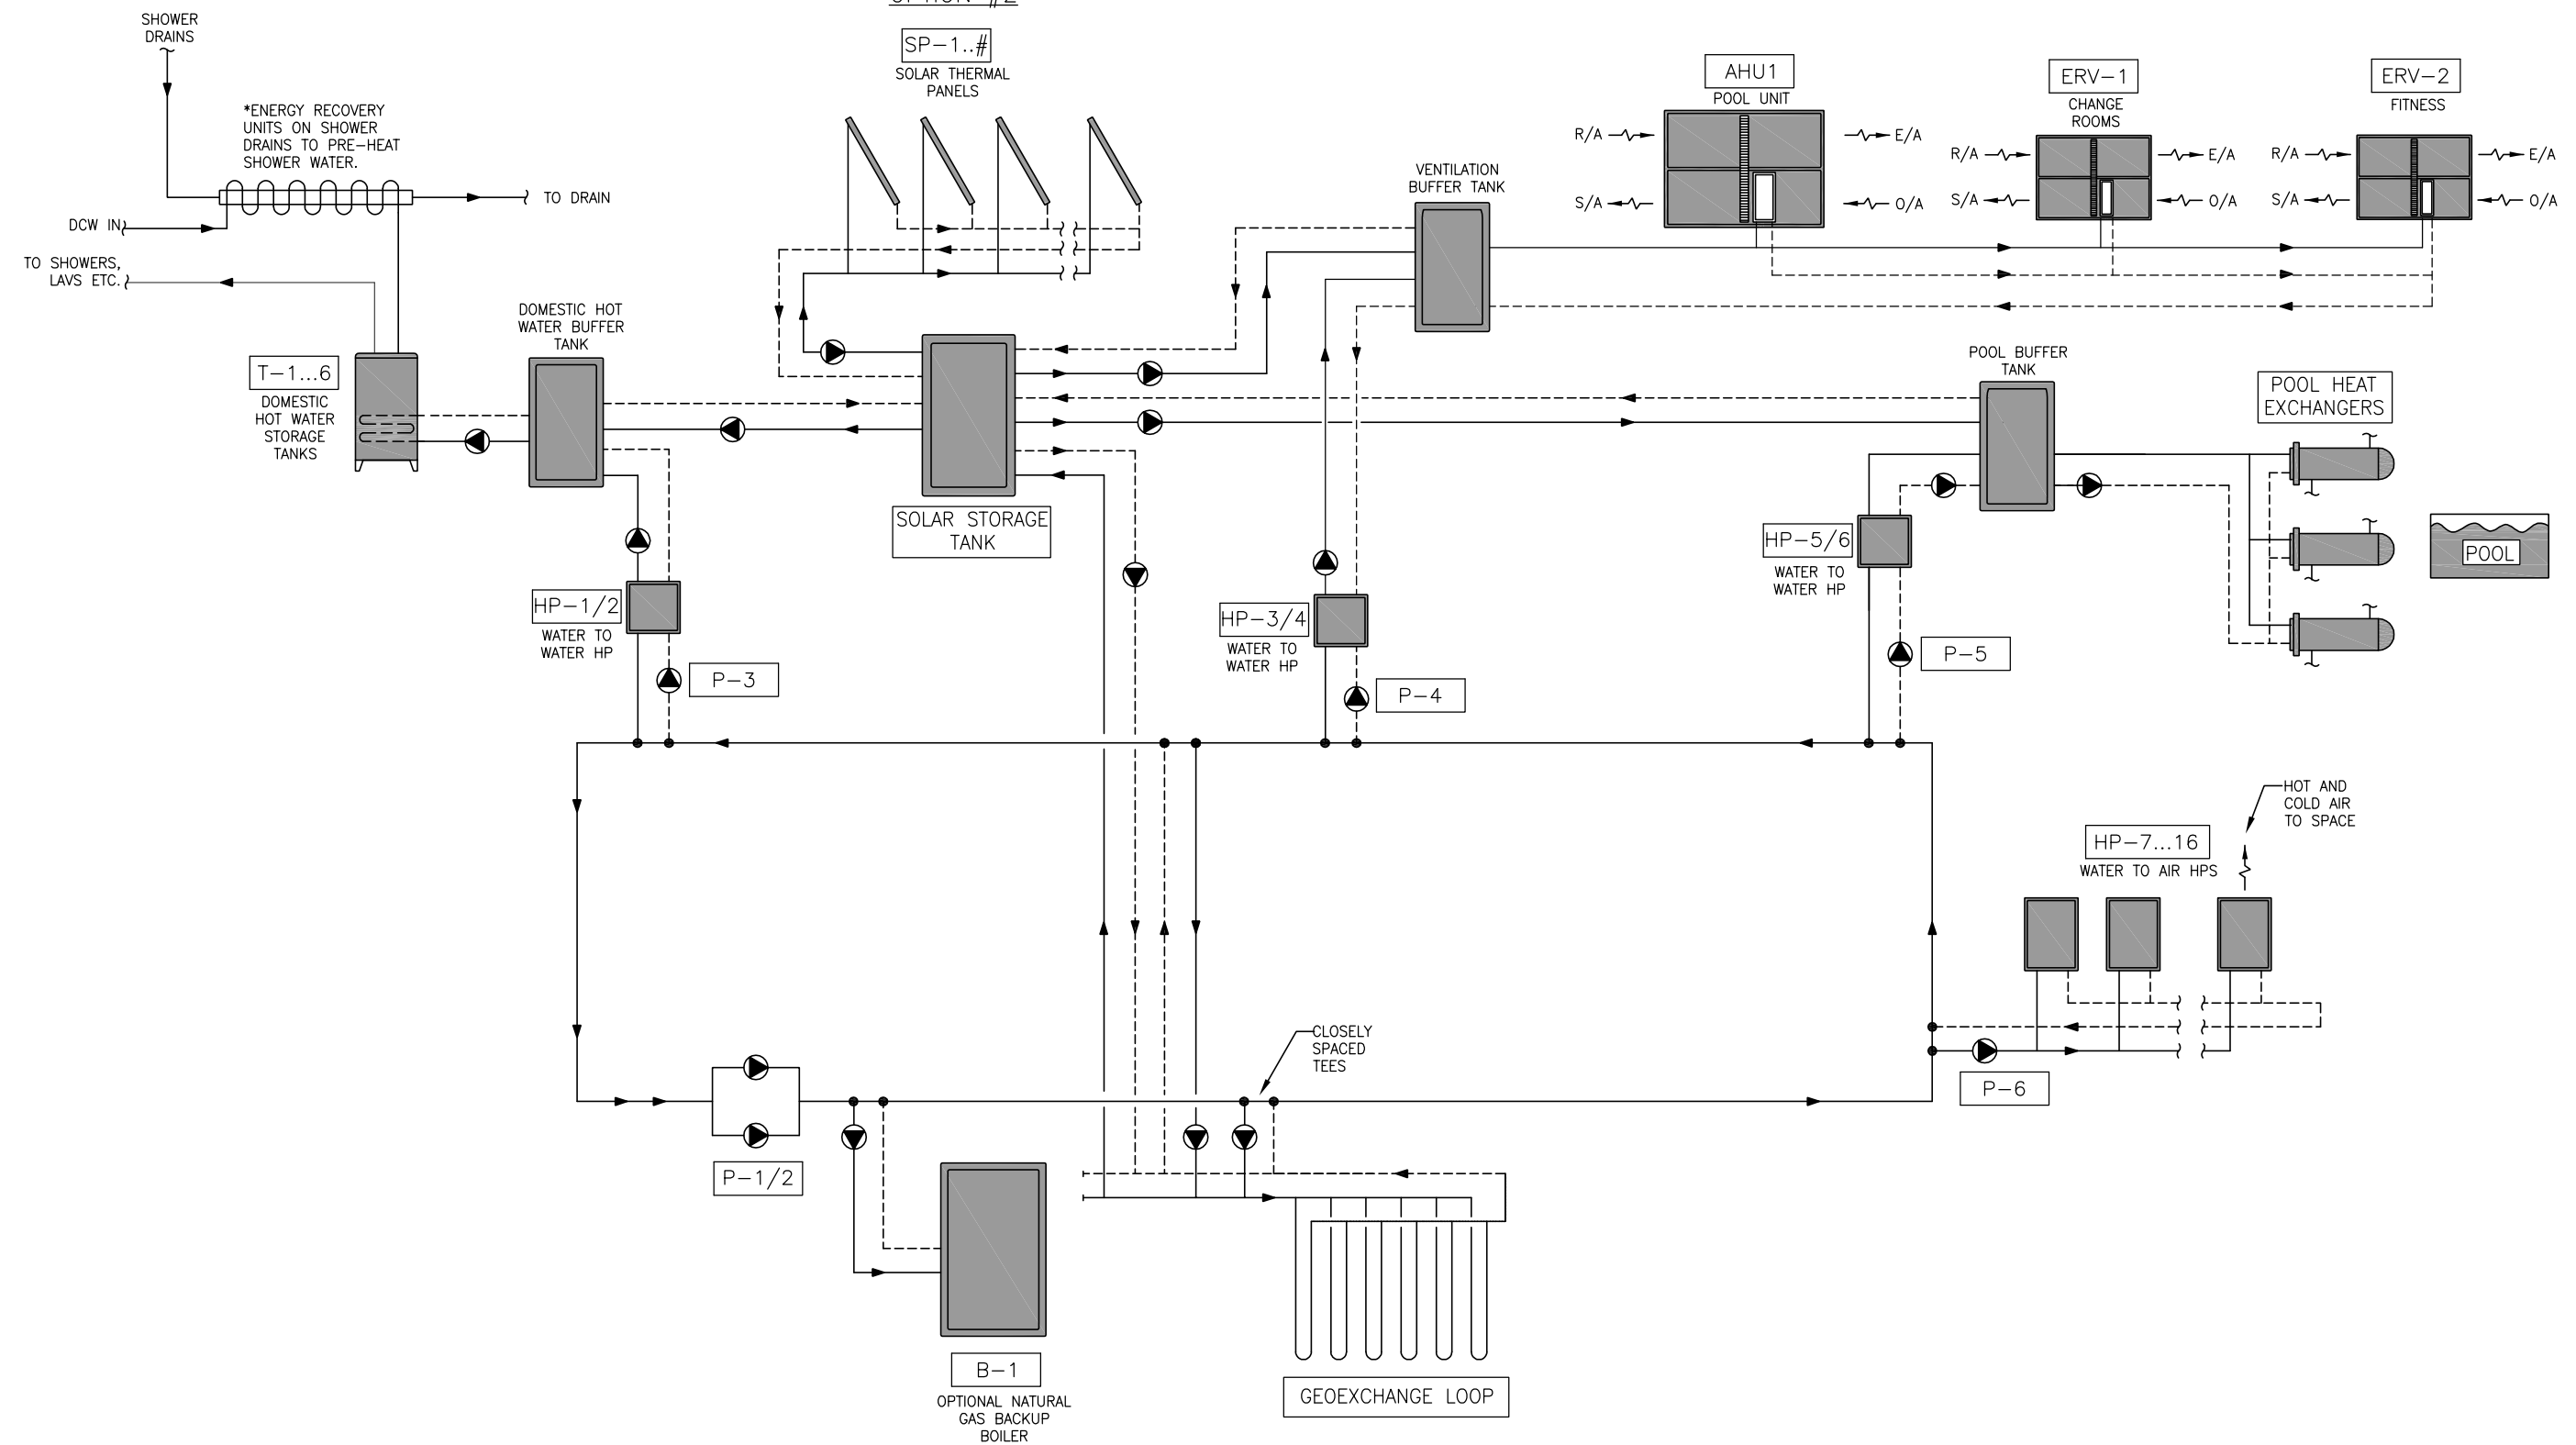 SHOWER
DRAINS
*ENERGY RECOVERY
UNITS ON SHOWER
DRAINS TO PRE-HEAT
SHOWER WATER.
TO DRAIN
DCW IN
TO SHOWERS,
LAVS ETC.
T-1...6
DOMESTIC
HOT WATER
STORAGE
TANKS
DOMESTIC HOT
WATER BUFFER
TANK
SP-1..#
SOLAR THERMAL
PANELS
SOLAR STORAGE
TANK
VENTILATION
BUFFER TANK
AHU1
POOL UNIT
R/A
E/A
S/A
O/A
ERV-1
CHANGE
ROOMS
R/A
E/A
S/A
O/A
ERV-2
FITNESS
R/A
E/A
S/A
O/A
POOL BUFFER
TANK
POOL HEAT
EXCHANGERS
POOL
HP-1/2
WATER TO
WATER HP
P-3
HP-3/4
WATER TO
WATER HP
P-4
HP-5/6
WATER TO
WATER HP
P-5
HOT AND
COLD AIR
TO SPACE
HP-7...16
WATER TO AIR HPS
P-6
CLOSELY
SPACED
TEES
P-1/2
B-1
OPTIONAL NATURAL
GAS BACKUP
BOILER
GEOEXCHANGE LOOP